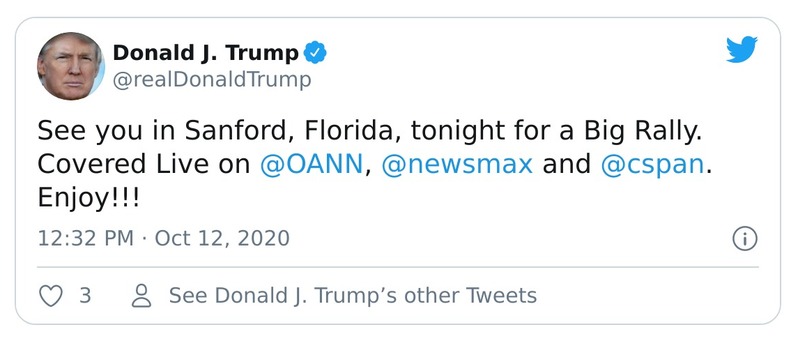 Donald J. Trump
@realDonaldTrump
See you in Sanford, Florida, tonight for a Big Rally.
Covered Live on @OANN, @newsmax and @cspan.
Enjoy!!!
12:32 PM · Oct 12, 2020
3 See Donald J. Trump’s other Tweets